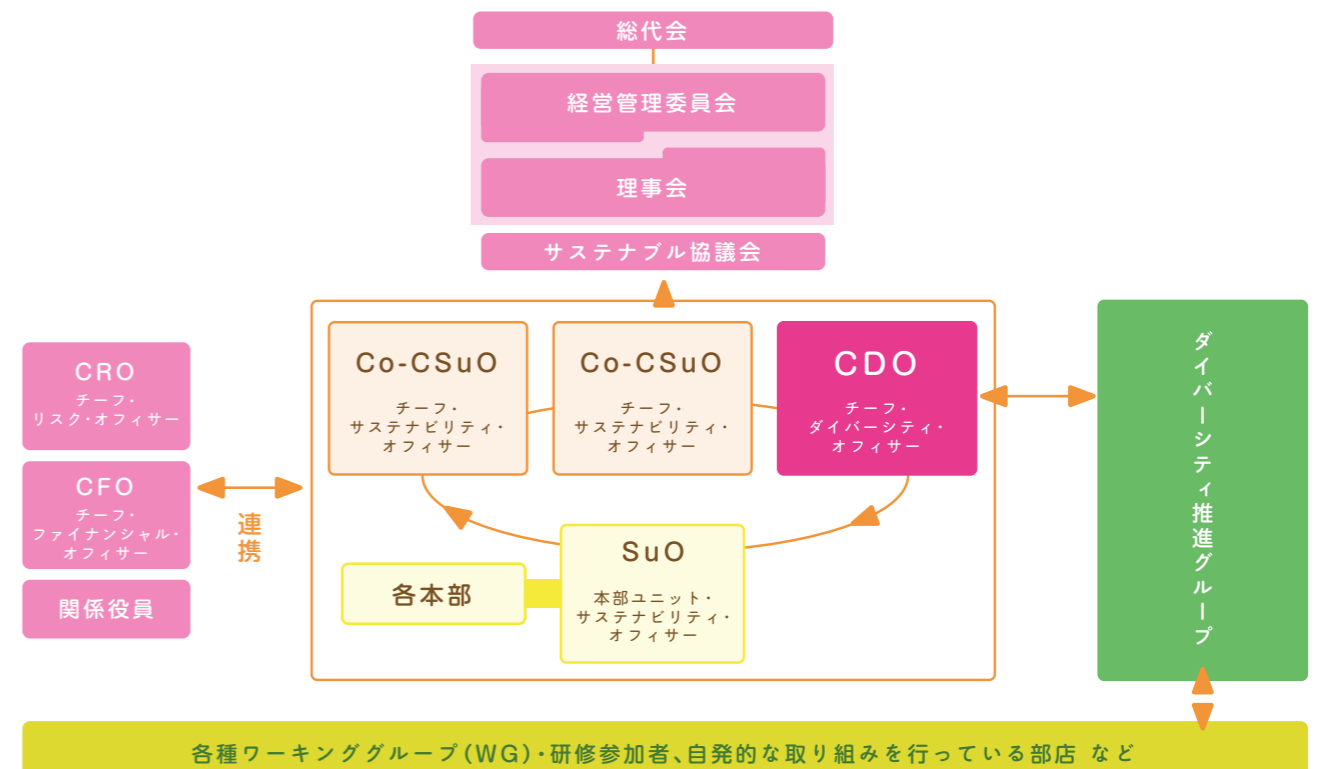 総代会
経営管理委員会
理事会
サステナブル協議会
CRO
チーフ・
リスク・オフィサー
CFO
チーフ・
ファイナンシャル・
オフィサー
関係役員
連携
Co-CSuO
チーフ・
サステナビリティ・
オフィサー
Co-CSuO
チーフ・
サステナビリティ・
オフィサー
CDO
チーフ・
ダイバーシティ・
オフィサー
各本部
SuO
本部ユニット・
サステナビリティ・
オフィサー
ダイバーシティ推進グループ
各種ワーキンググループ(WG)・研修参加者、自発的な取り組みを行っている部店 など